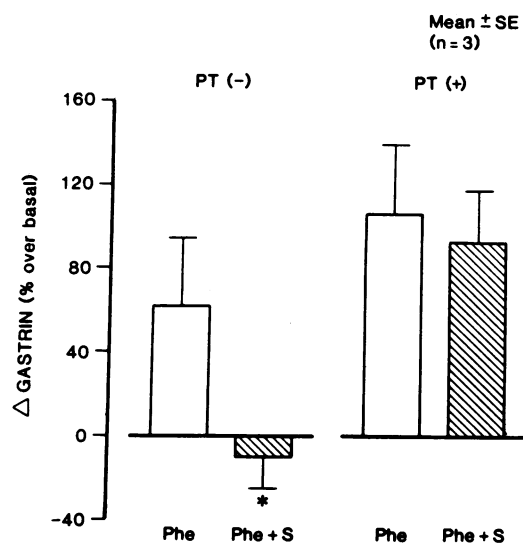 Mean ± SE
(n = 3)
PT (-) PT (+)
160
120
80
40
0
-40
△ GASTRIN (% over basal)
*
Phe Phe + S Phe Phe + S